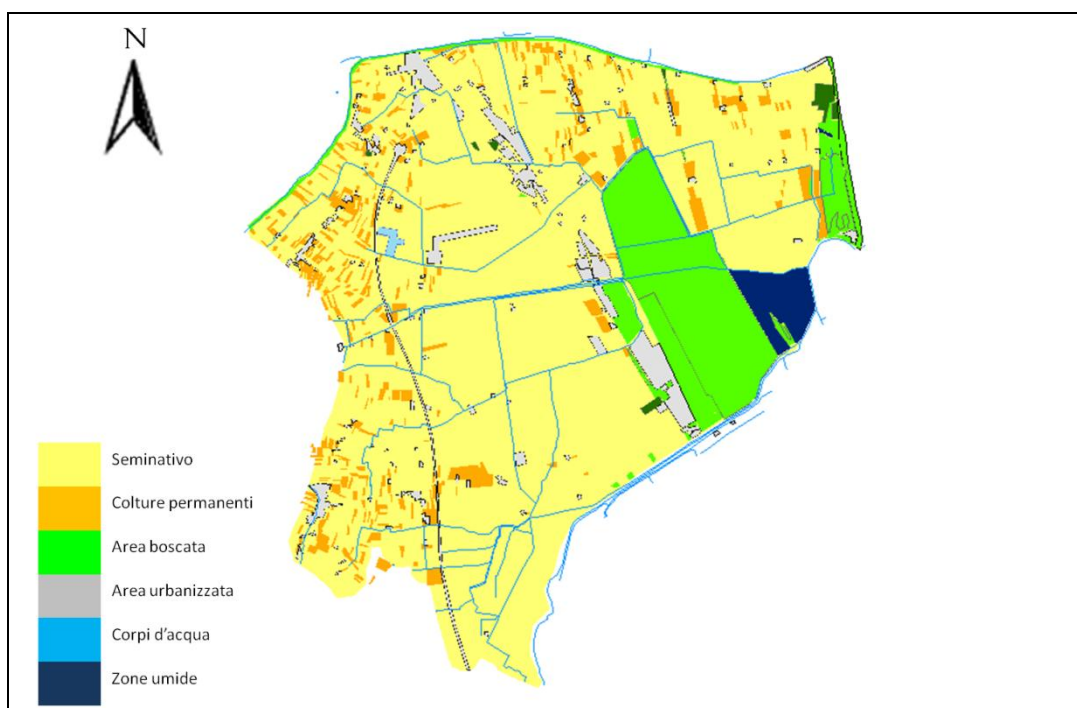 N
Seminativo
Colture permanenti
Area boscata
Area urbanizzata
Corpi d'acqua
Zone umide